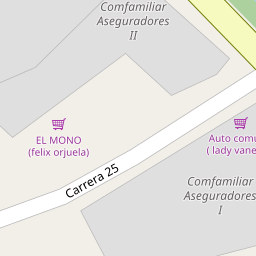 Comfamiliar
Aseguradores
II
EL MONO
(felix orjuela)
Auto
( lady
Carrera 25
Comfamiliar
Aseguradores
I